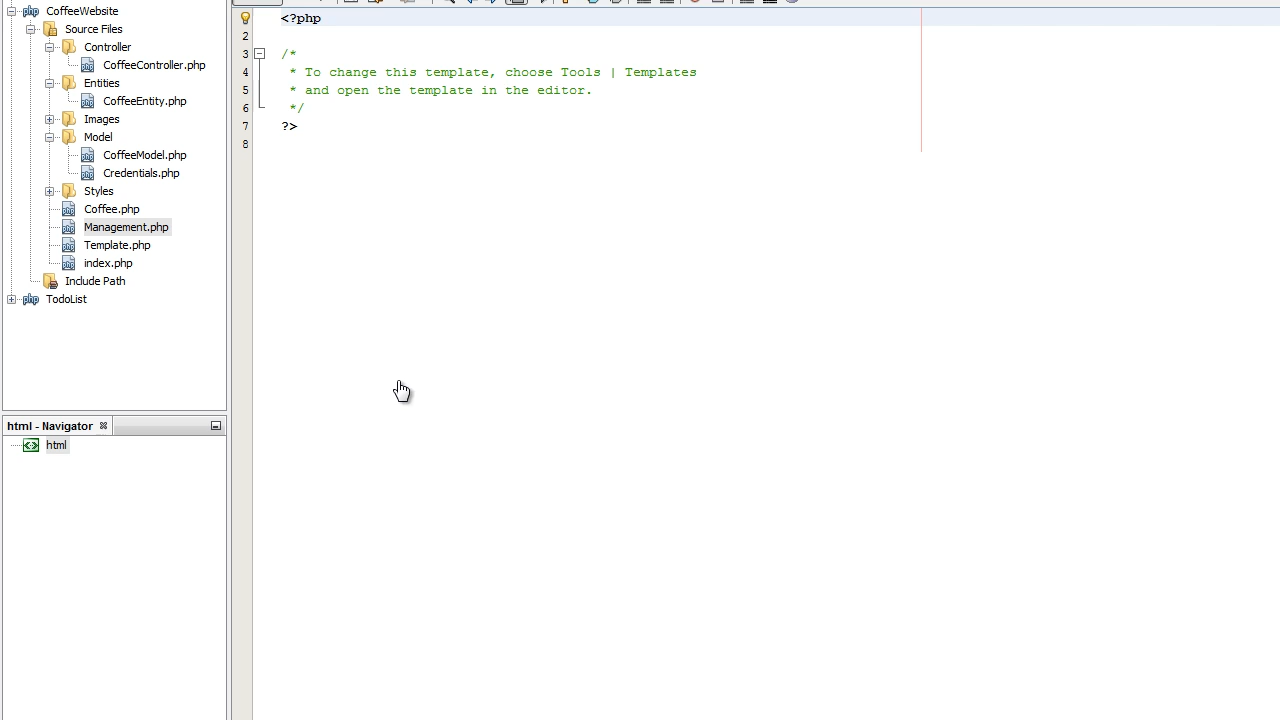 CoffeeWebsite
Source Files
Controller
CoffeeController.php
Entities
CoffeeEntity.php
Images
Model
CoffeeModel.php
Credentials.php
Styles
Coffee.php
Management.php
Template.php
index.php
Include Path
php TodoList
html - Navigator
html
<?php
2
3 /*
4 * To change this template, choose Tools | Templates
5 * and open the template in the editor.
6 */
7 ?>
8